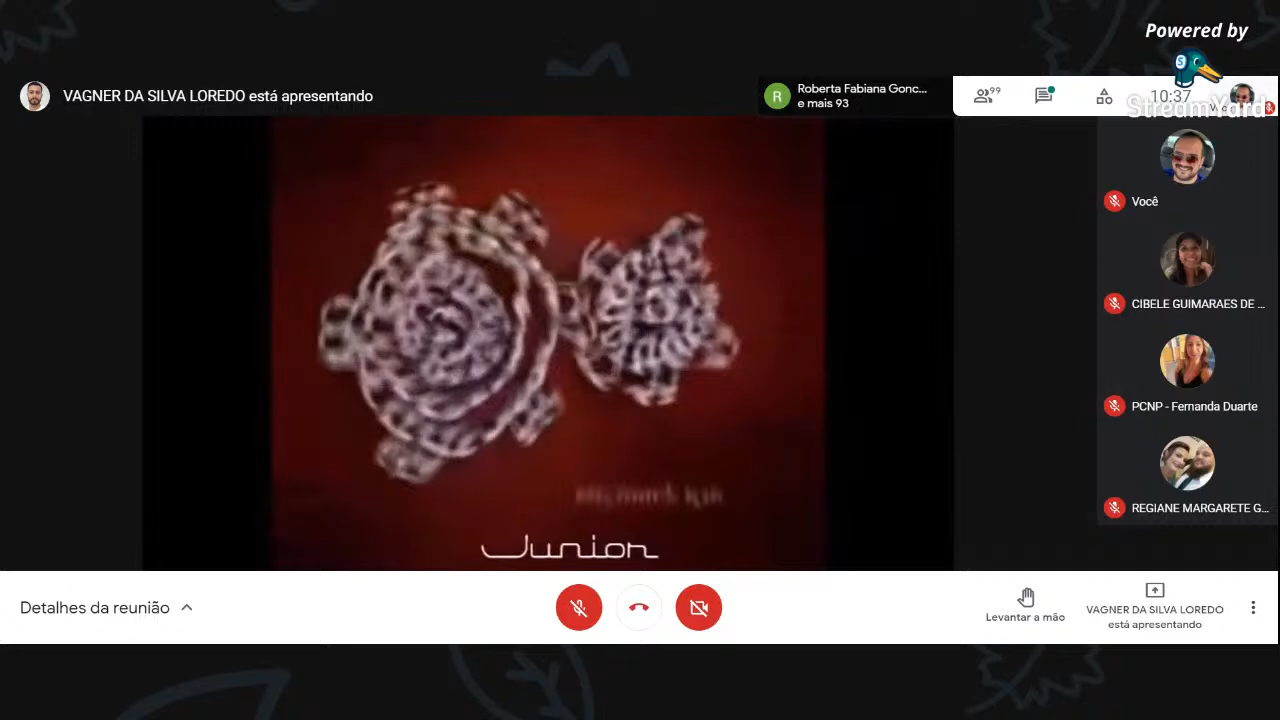 Powered by
StreamYard
VAGNER DA SILVA LOREDO está apresentando
R
Roberta Fabiana Gonc...
e mais 93
99
10:37
Você
CIBELE GUIMARAES DE ...
PCNP - Fernanda Duarte
REGIANE MARGARETE G...
Junior
Detalhes da reunião
Levantar a mão
VAGNER DA SILVA LOREDO
está apresentando